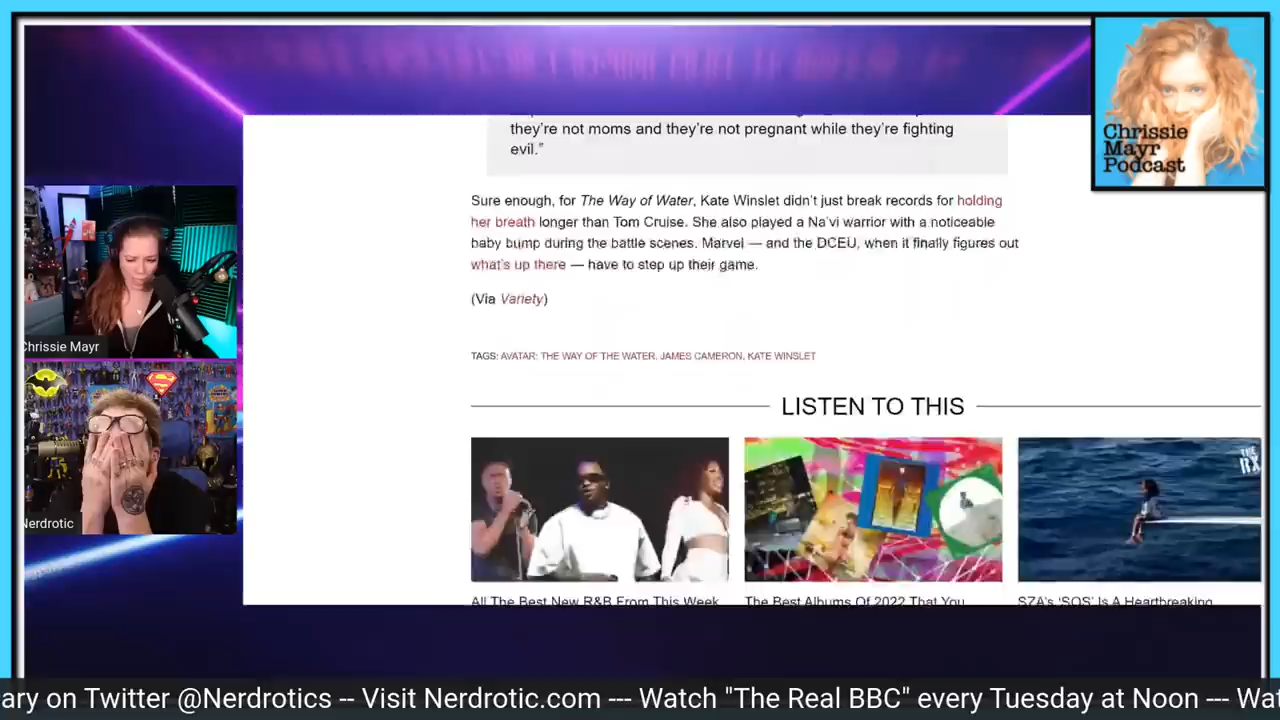 they're not moms and they're not pregnant while they're fighting
evil.”
Sure enough, for The Way of Water, Kate Winslet didn't just break records for holding
her breath longer than Tom Cruise. She also played a Na'vi warrior with a noticeable
baby bump during the battle scenes. Marvel — and the DCEU, when it finally figures out
what's up there — have to step up their game.
(Via Variety)
TAGS: AVATAR: THE WAY OF THE WATER, JAMES CAMERON, KATE WINSLET
LISTEN TO THIS
THE
RX
All The Best New R&B From This Week
The Best Albums Of 2022 That You
SZA's 'SOS' Is A Heartbreaking
Chrissie
Mayr
Podcast
Chrissie Mayr
Nerdrotic
ary on Twitter @Nerdrotics -- Visit Nerdrotic.com --- Watch "The Real BBC" every Tuesday at Noon --- Wat